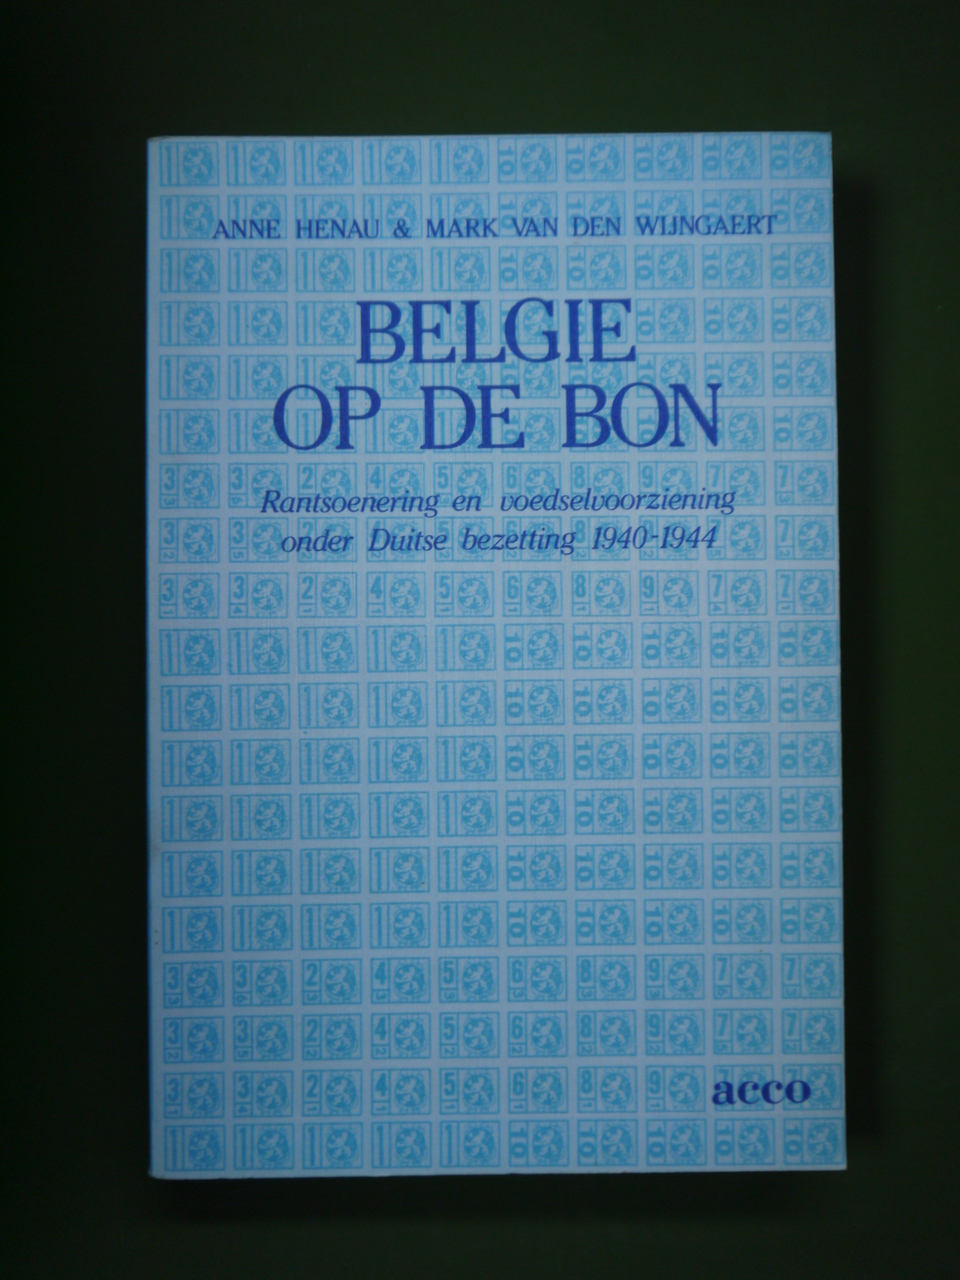 ANNE HENAU & MARK VAN DEN WIJNGAERT
BELGIE
OP DE BON
Rantsoenering en voedselvoorziening
onder Duitse bezetting 1940-1944
acco